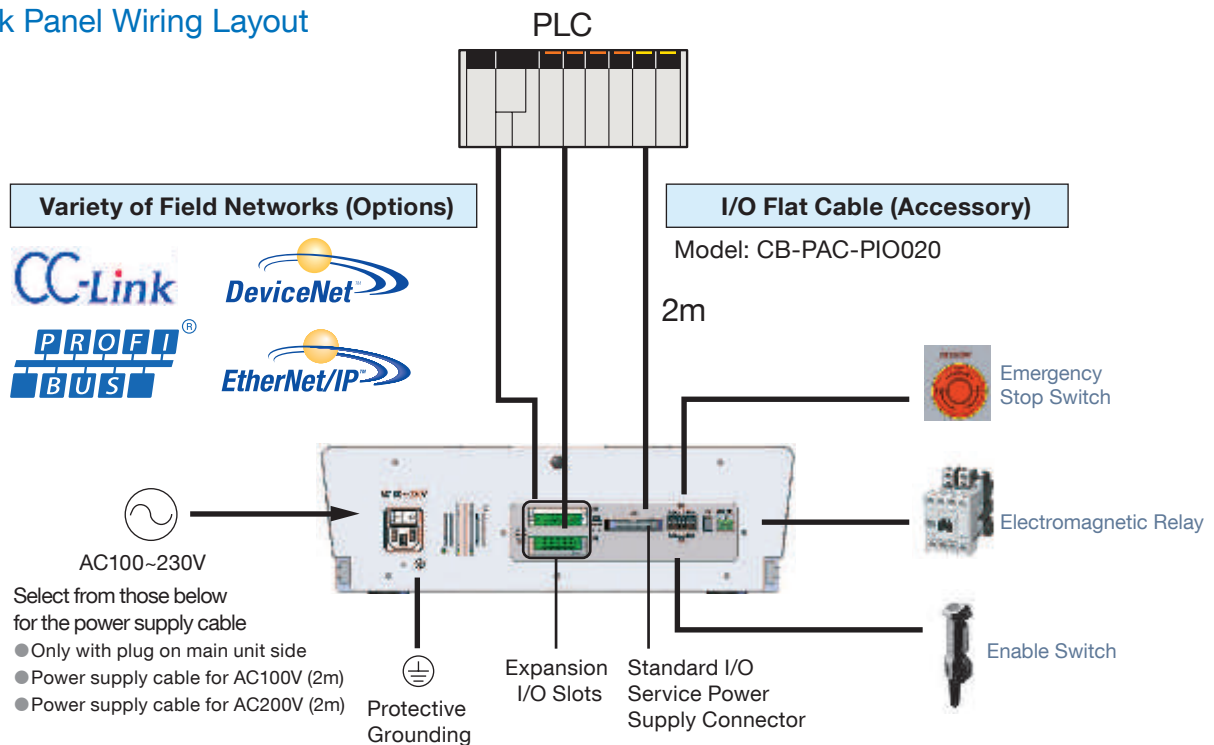 k Panel Wiring Layout
PLC
Variety of Field Networks (Options)
I/O Flat Cable (Accessory)
Model: CB-PAC-PIO020
CC-Link
DeviceNet™
2m
PROFI®
BUS
EtherNet/IP™
Emergency
Stop Switch
Electromagnetic Relay
AC100~230V
Select from those below
for the power supply cable
●Only with plug on main unit side
●Power supply cable for AC100V (2m)
●Power supply cable for AC200V (2m)
Protective
Grounding
Expansion
I/O Slots
Standard I/O
Service Power
Supply Connector
Enable Switch